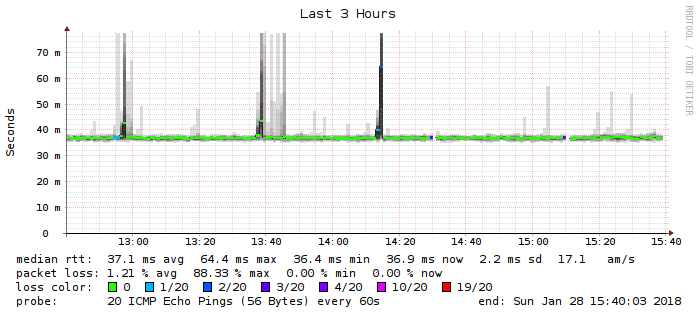 Last 3 Hours
RRDTOOL / TOBI OETIKER
Seconds
70 m
60 m
50 m
40 m
30 m
20 m
10 m
0
13:00 13:20 13:40 14:00 14:20 14:40 15:00 15:20 15:40
median rtt: 37.1 ms avg 64.4 ms max 36.4 ms min 36.9 ms now 2.2 ms sd 17.1 am/s
packet loss: 1.21 % avg 88.33 % max 0.00 % min 0.00 % now
loss color: 0 1/20 2/20 3/20 4/20 10/20 19/20
probe: 20 ICMP Echo Pings (56 Bytes) every 60s end: Sun Jan 28 15:40:03 2018